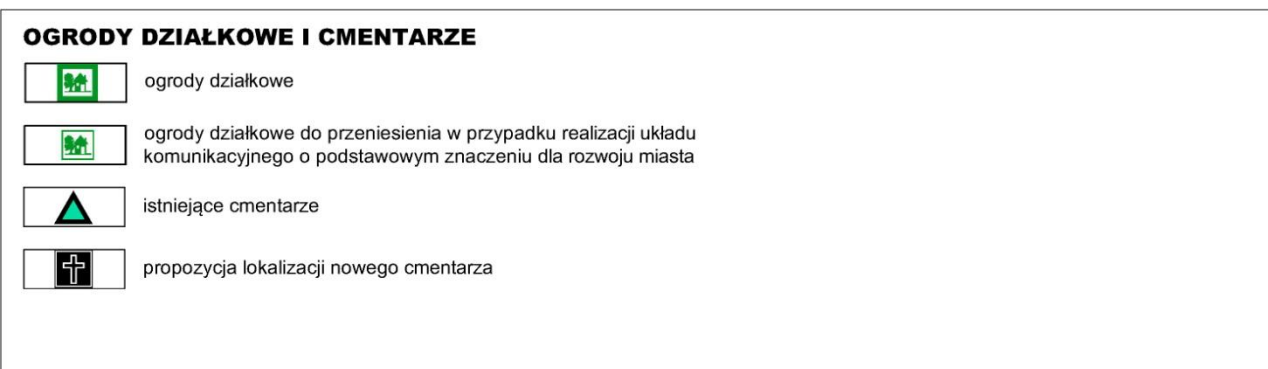 OGRODY DZIAŁKOWE I CMENTARZE
ogrody działkowe
ogrody działkowe do przeniesienia w przypadku realizacji układu
komunikacyjnego o podstawowym znaczeniu dla rozwoju miasta
istniejące cmentarze
propozycja lokalizacji nowego cmentarza